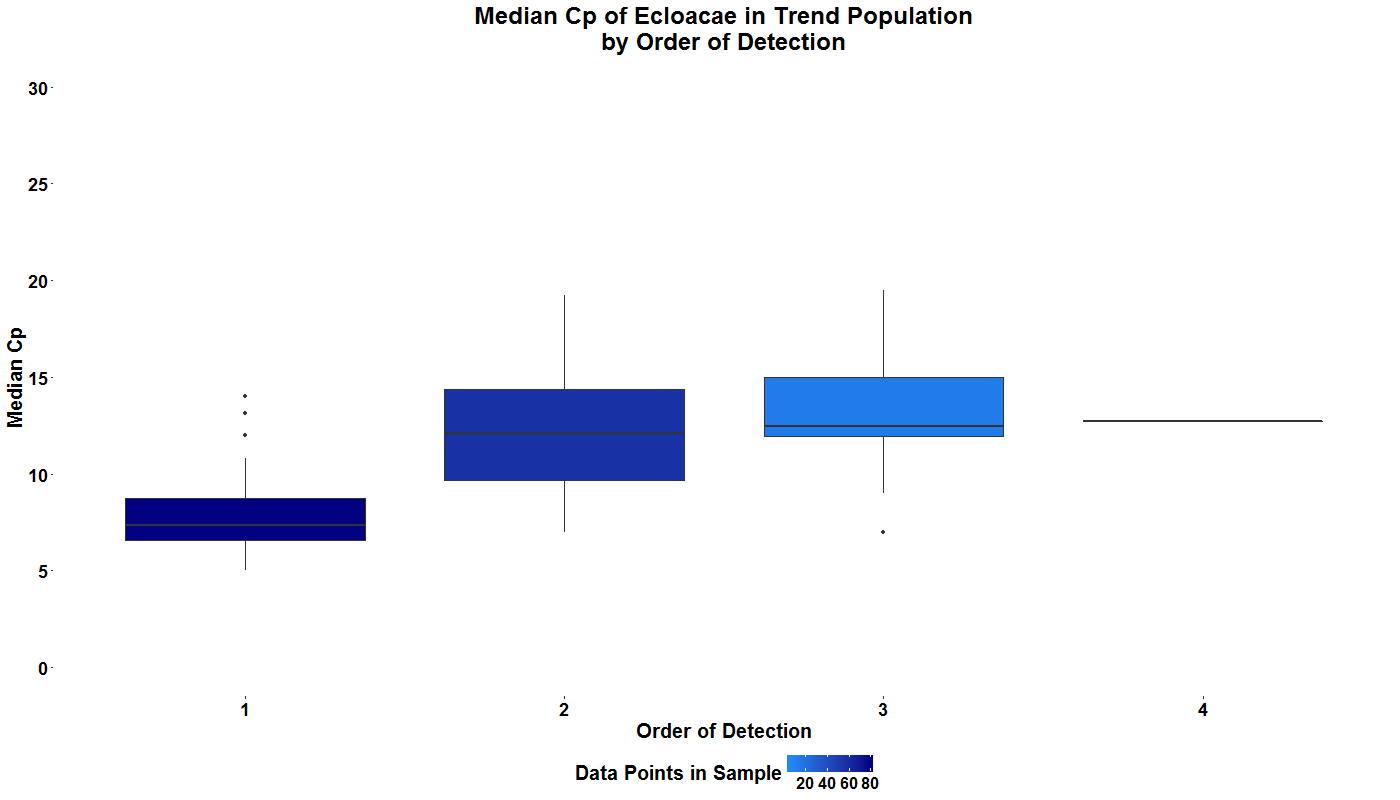 Median Cp of Ecloacae in Trend Population
by Order of Detection
30
25
20
15
10
5
0
Median Cp
1 2 3 4
Order of Detection
Data Points in Sample
20 40 60 80